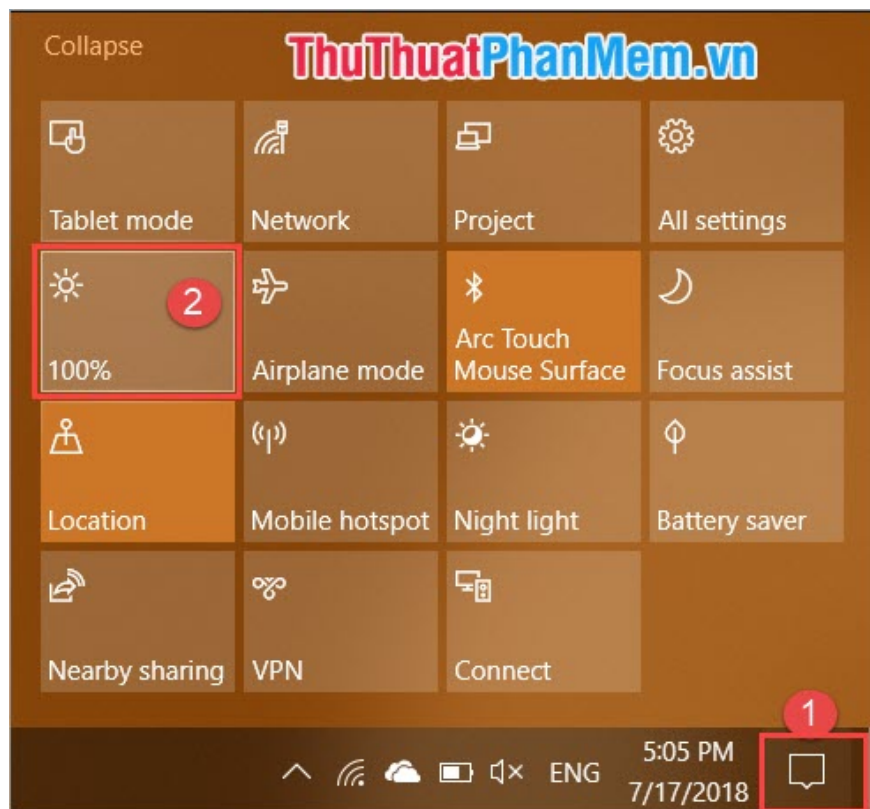 Collapse
ThuThuatPhanMem.vn
Tablet mode
Network
Project
All settings
2
100%
Airplane mode
Arc Touch
Mouse Surface
Focus assist
Location
Mobile hotspot
Night light
Battery saver
Nearby sharing
VPN
Connect
1
ENG
5:05 PM
7/17/2018